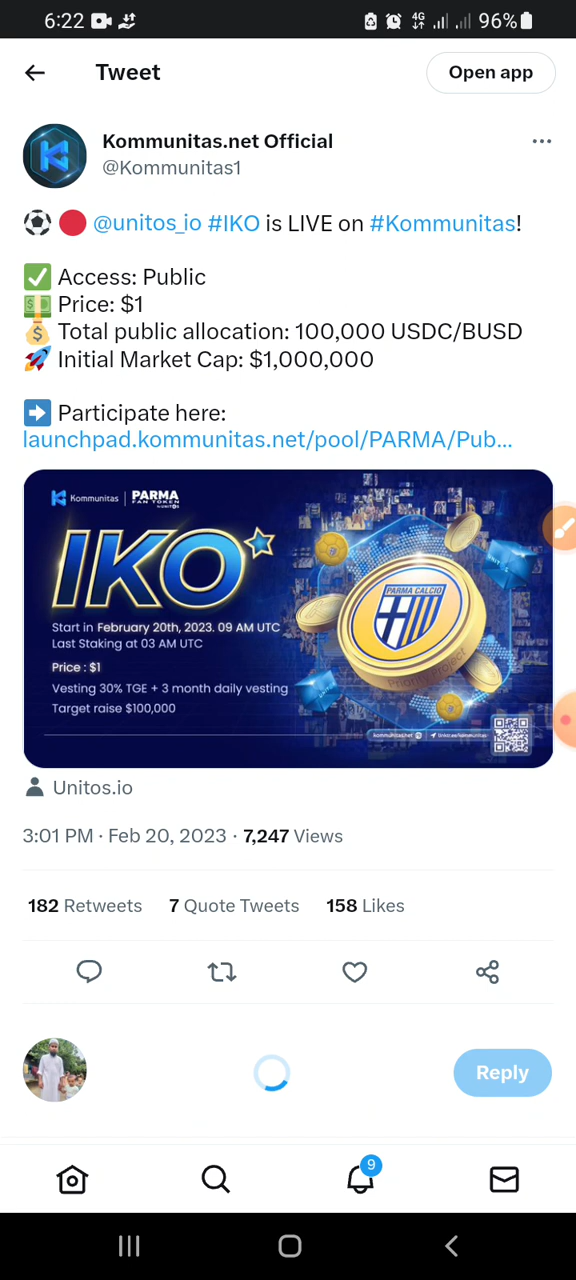 6:22 4G 96%
Tweet
Open app
Kommunitas.net Official
@Kommunitas1
@unitos_io #IKO is LIVE on #Kommunitas!
Access: Public
Price: $1
Total public allocation: 100,000 USDC/BUSD
Initial Market Cap: $1,000,000
Participate here:
launchpad.kommunitas.net/pool/PARMA/Pub...
Kommunitas | PARMA
FAN TOKEN
IKO
PARMA CALCIO
Start in February 20th, 2023. 09 AM UTC
Last Staking at 03 AM UTC
Price : $1
Vesting 30% TGE + 3 month daily vesting
Target raise $100,000
Unitos.io
3:01 PM · Feb 20, 2023 · 7,247 Views
182 Retweets 7 Quote Tweets 158 Likes
Reply
9